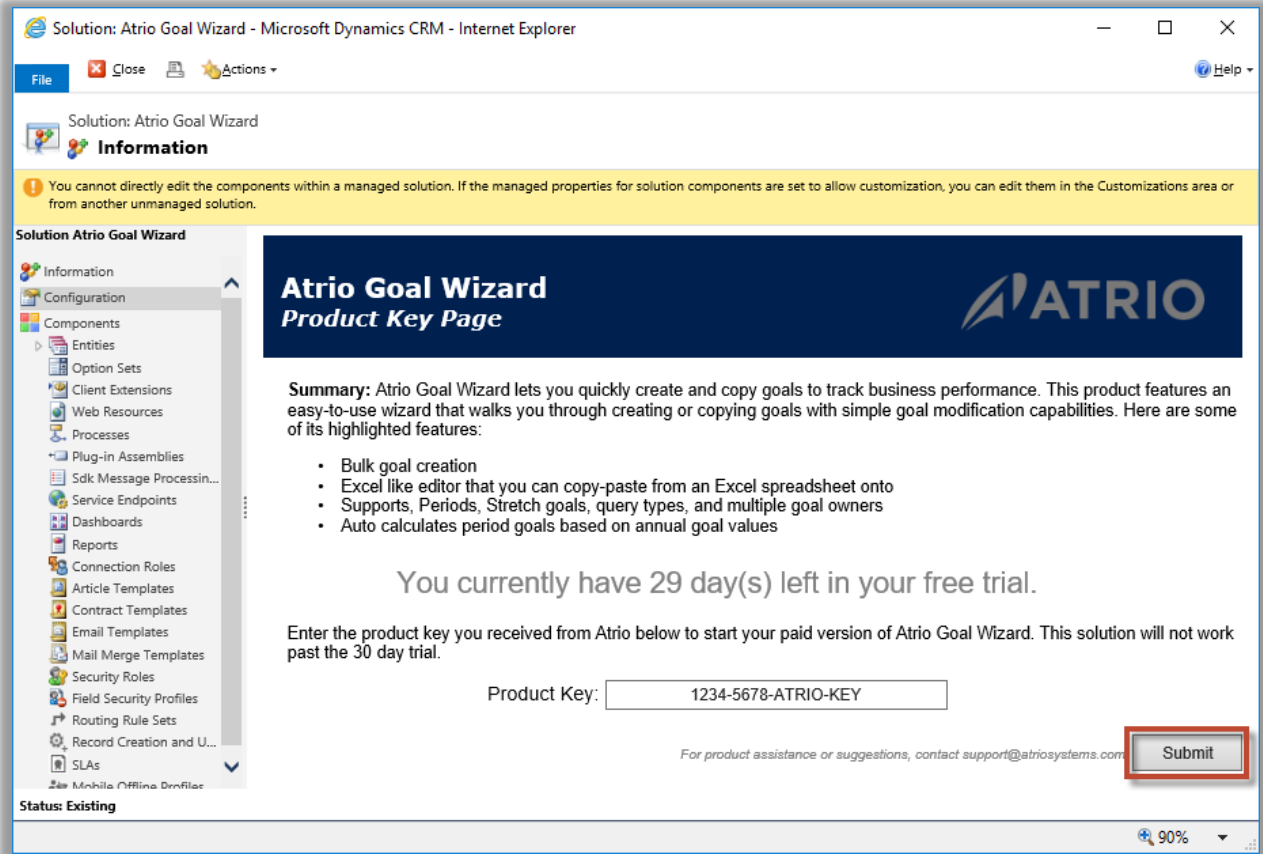 Solution: Atrio Goal Wizard - Microsoft Dynamics CRM - Internet Explorer
File
Close
Actions
Help
Solution: Atrio Goal Wizard
Information
You cannot directly edit the components within a managed solution. If the managed properties for solution components are set to allow customization, you can edit them in the Customizations area or
from another unmanaged solution.
Solution Atrio Goal Wizard
Information
Configuration
Components
Entities
Option Sets
Client Extensions
Web Resources
Processes
Plug-in Assemblies
Sdk Message Processin...
Service Endpoints
Dashboards
Reports
Connection Roles
Article Templates
Contract Templates
Email Templates
Mail Merge Templates
Security Roles
Field Security Profiles
Routing Rule Sets
Record Creation and U...
SLAs
Mobile Offline Profiles
Atrio Goal Wizard
Product Key Page
ATRIO
Summary: Atrio Goal Wizard lets you quickly create and copy goals to track business performance. This product features an
easy-to-use wizard that walks you through creating or copying goals with simple goal modification capabilities. Here are some
of its highlighted features:
• Bulk goal creation
• Excel like editor that you can copy-paste from an Excel spreadsheet onto
• Supports, Periods, Stretch goals, query types, and multiple goal owners
• Auto calculates period goals based on annual goal values
You currently have 29 day(s) left in your free trial.
Enter the product key you received from Atrio below to start your paid version of Atrio Goal Wizard. This solution will not work
past the 30 day trial.
Product Key: 1234-5678-ATRIO-KEY
For product assistance or suggestions, contact support@atriosystems.com
Submit
Status: Existing
90%